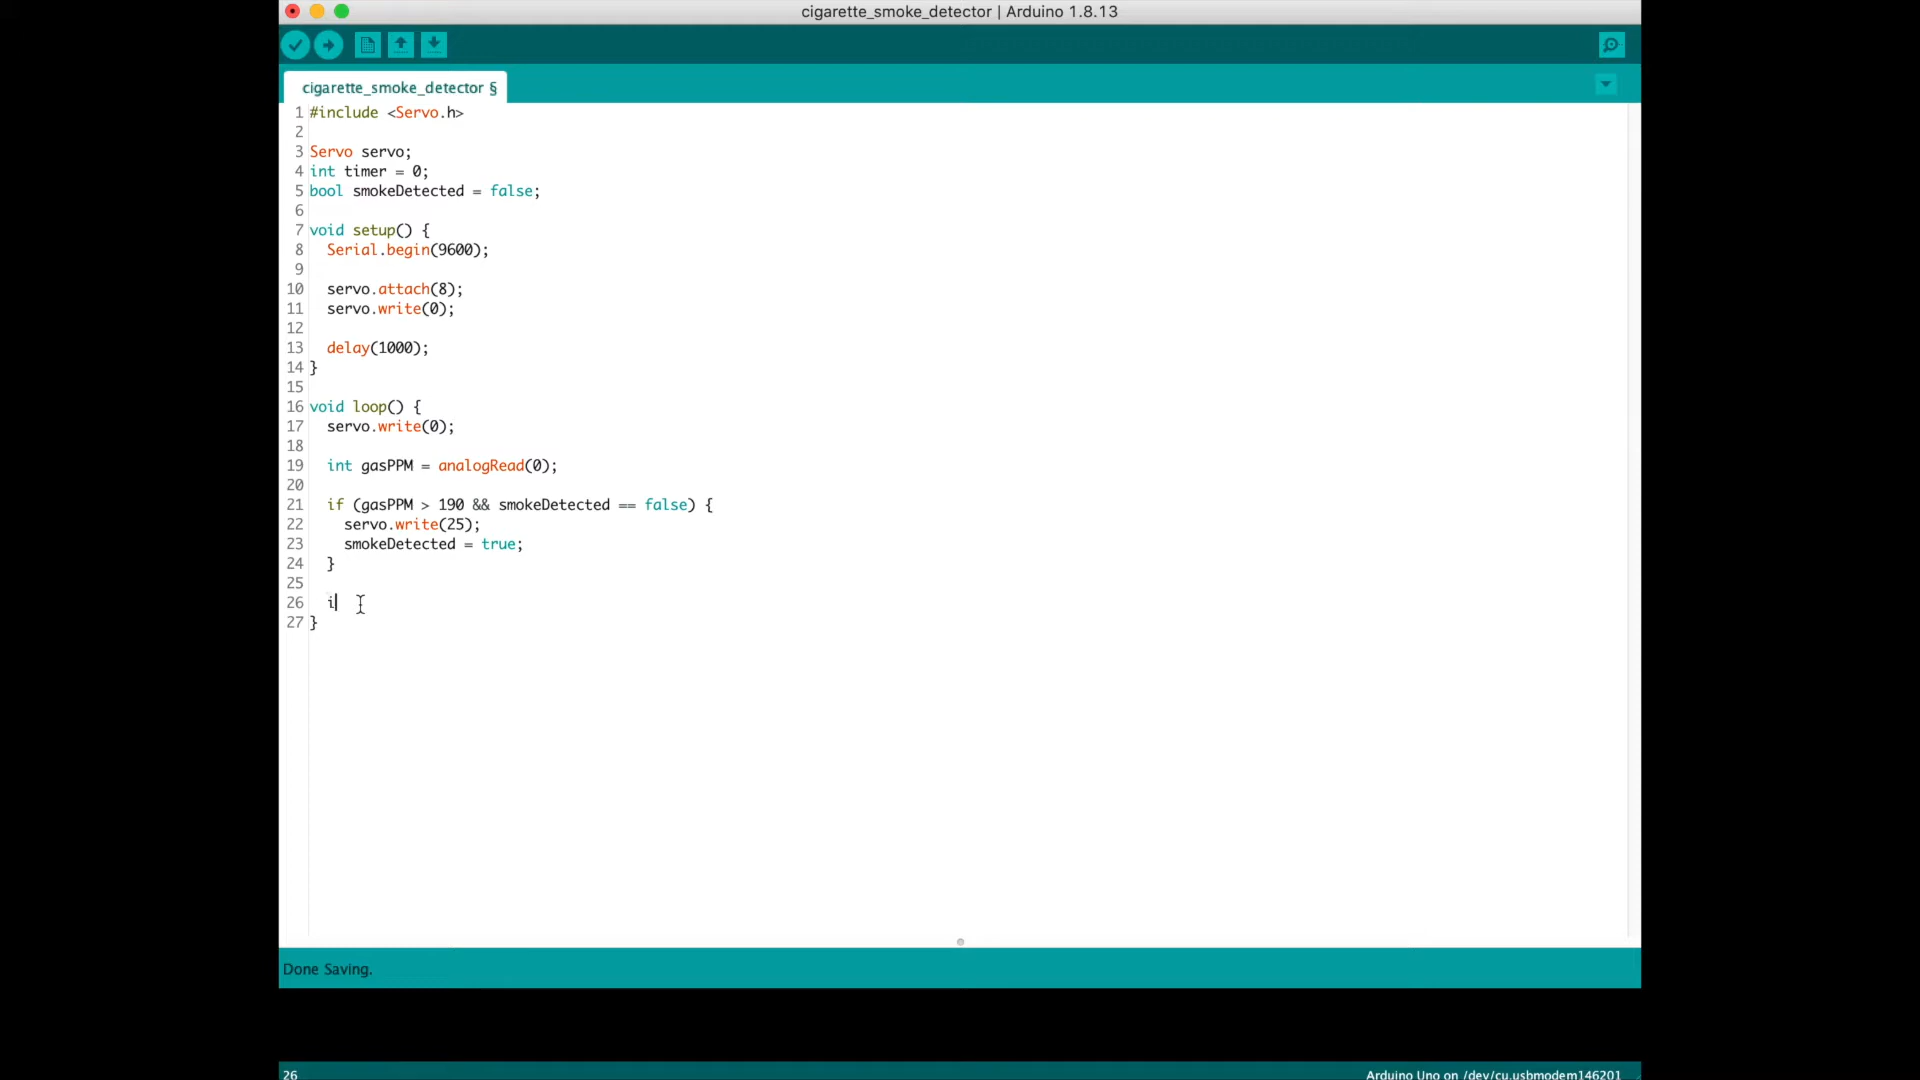 cigarette_smoke_detector | Arduino 1.8.13
cigarette_smoke_detector §
1 #include <Servo.h>
2
3 Servo servo;
4 int timer = 0;
5 bool smokeDetected = false;
6
7 void setup() {
8   Serial.begin(9600);
9
10   servo.attach(8);
11   servo.write(0);
12
13   delay(1000);
14 }
15
16 void loop() {
17   servo.write(0);
18
19   int gasPPM = analogRead(0);
20
21   if (gasPPM > 190 && smokeDetected == false) {
22     servo.write(25);
23     smokeDetected = true;
24   }
25
26   i
27 }
Done Saving.
26
Arduino Uno on /dev/cu.usbmodem146201